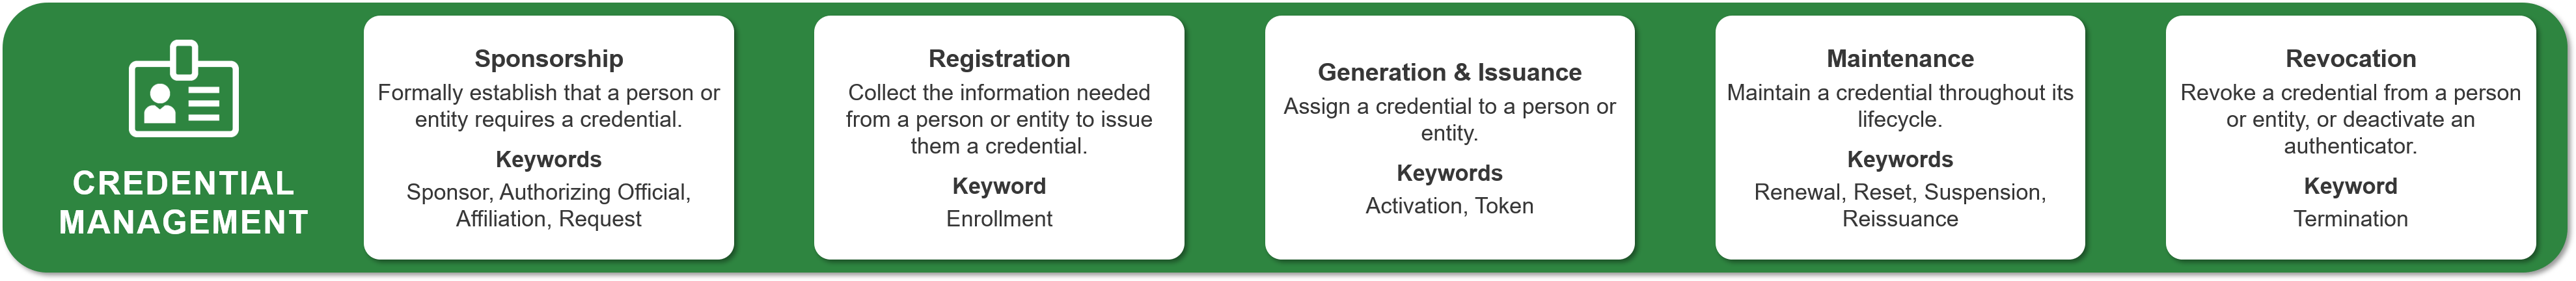 CREDENTIAL
MANAGEMENT
Sponsorship
Formally establish that a person or
entity requires a credential.
Keywords
Sponsor, Authorizing Official,
Affiliation, Request
Registration
Collect the information needed
from a person or entity to issue
them a credential.
Keyword
Enrollment
Generation & Issuance
Assign a credential to a person or
entity.
Keywords
Activation, Token
Maintenance
Maintain a credential throughout its
lifecycle.
Keywords
Renewal, Reset, Suspension,
Reissuance
Revocation
Revoke a credential from a person
or entity, or deactivate an
authenticator.
Keyword
Termination